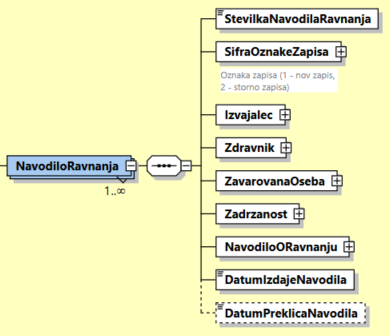 StevilkaNavodilaRavnanja
SifraOznakeZapisa
Oznaka zapisa (1 - nov zapis,
2 - storno zapisa)
Izvajalec
Zdravnik
NavodiloRavnanja
1..∞
ZavarovanaOseba
Zadrzanost
NavodiloORavnanju
DatumIzdajeNavodila
DatumPreklicaNavodila